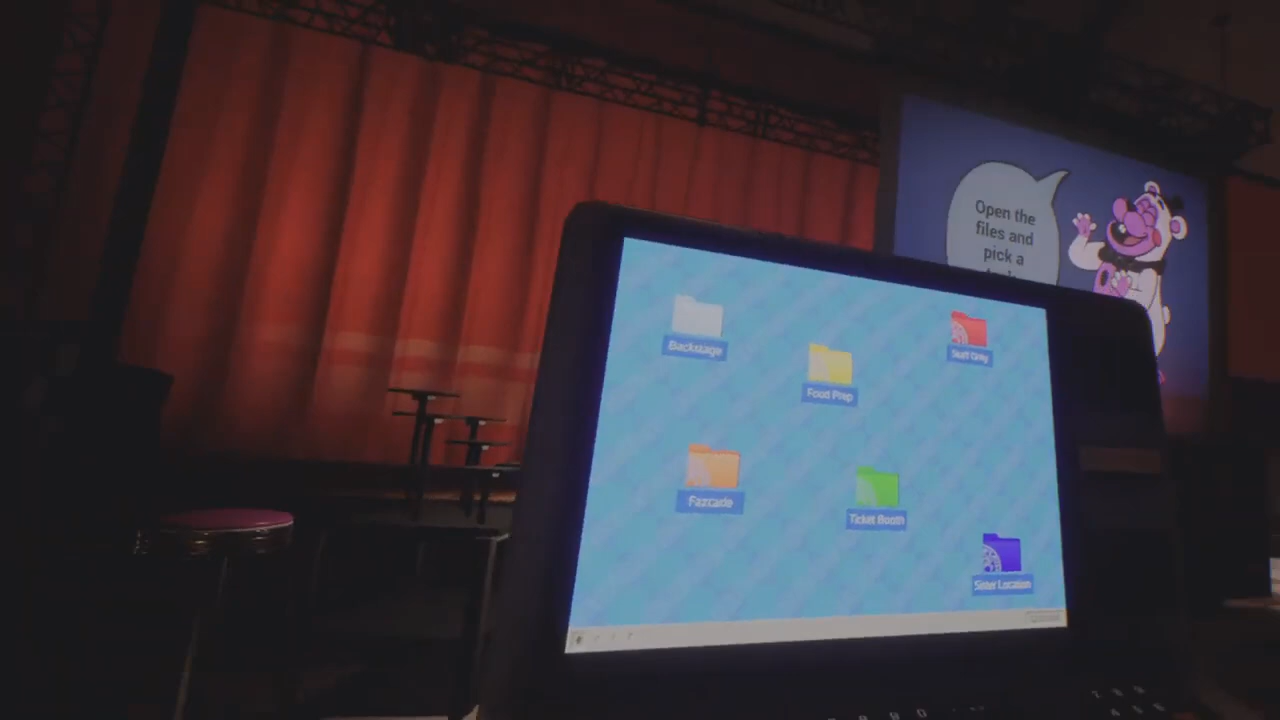 Open the
files and
pick a
Backstage
Staff Only
Food Prep
Fazcade
Ticket Booth
Sister Location